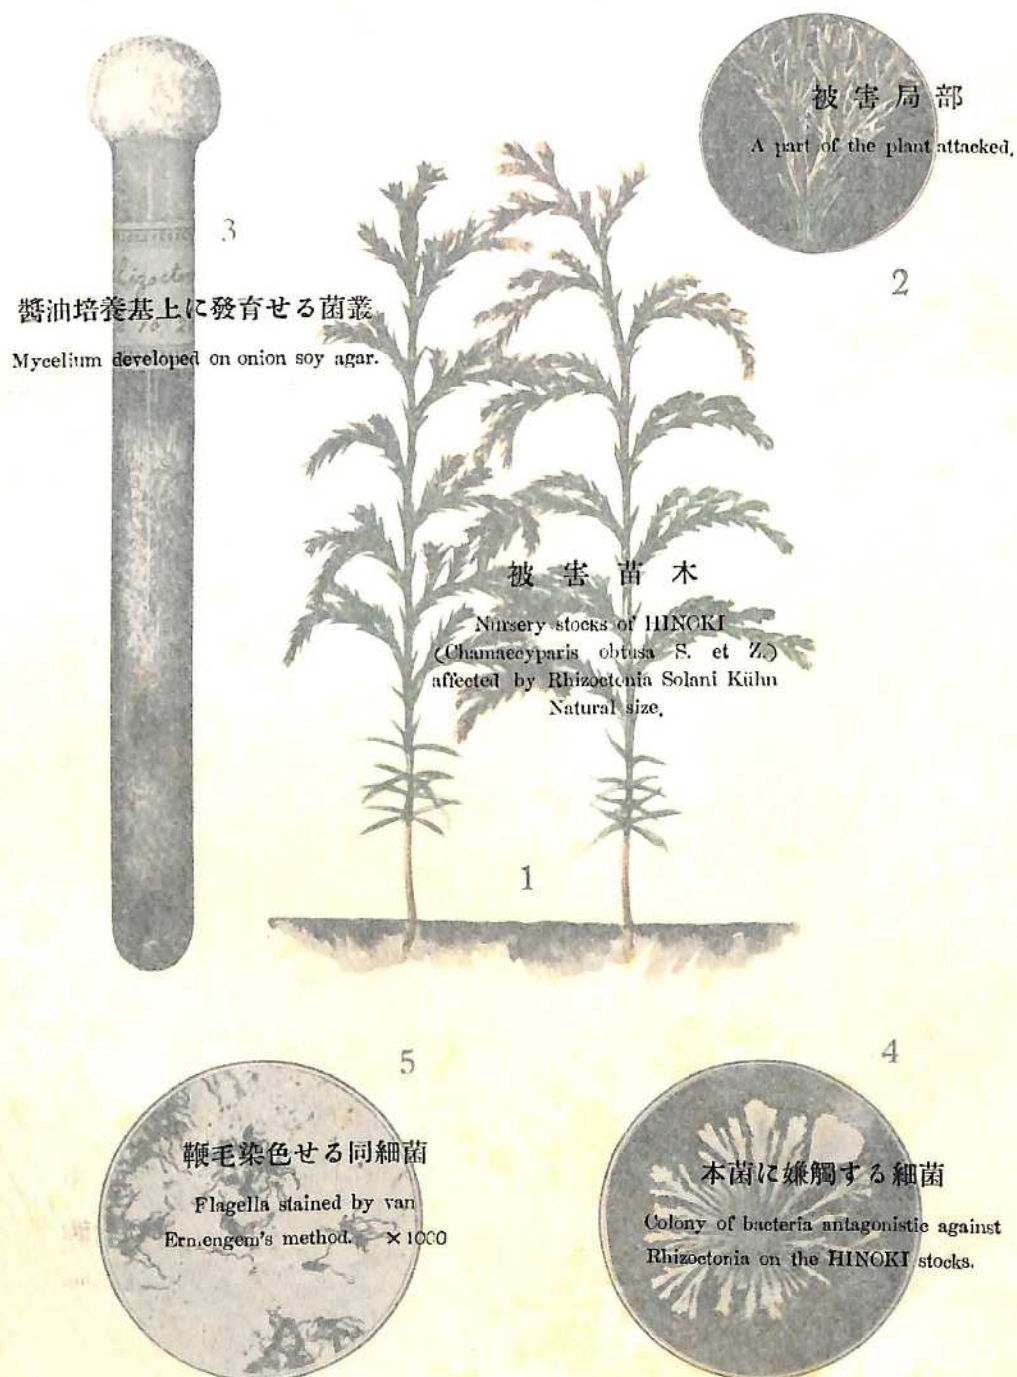 被害局部
A part of the plant attacked.
2
3
醬油培養基上に發育せる菌叢
Mycelium developed on onion soy agar.
被害苗木
Nursery stocks of HINOKI
(Chamaecyparis obtusa S. et Z.)
affected by Rhizoctonia Solani Kühn
Natural size.
1
5
鞭毛染色せる同細菌
Flagella stained by van
Ermengem's method. ×1000
4
本菌に嫌觸する細菌
Colony of bacteria antagonistic against
Rhizoctonia on the HINOKI stocks.